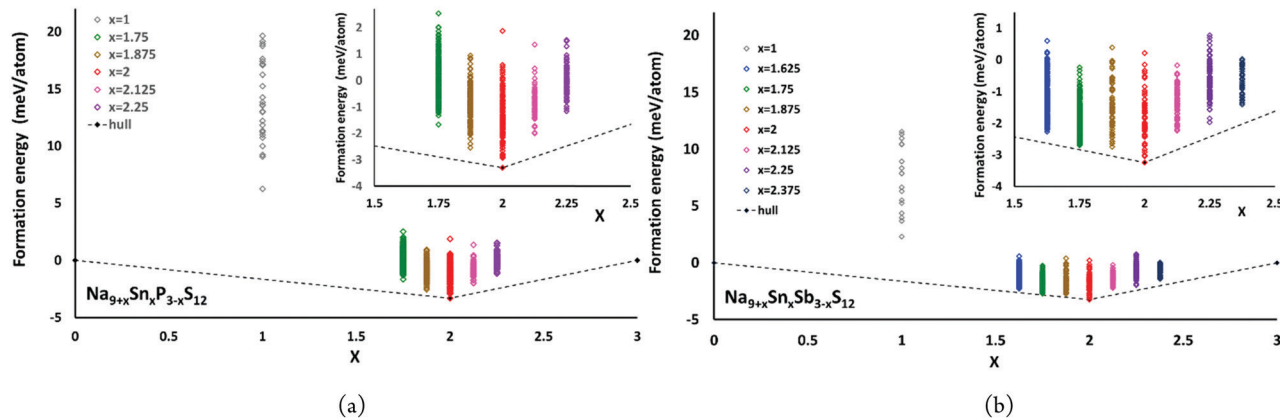 Formation energy (meV/atom)
20
15
10
5
0
-5
x=1
x=1.75
x=1.875
x=2
x=2.125
x=2.25
hull
Formation energy (meV/atom)
2
1
0
-1
-2
-3
-4
1.5
1.75
2
2.25
2.5
X
Na9+xSnxP3-xS12
0
0.5
1
1.5
2
2.5
3
X
(a)
Formation energy (meV/atom)
20
15
10
5
0
-5
x=1
x=1.625
x=1.75
x=1.875
x=2
x=2.125
x=2.25
x=2.375
hull
Formation energy (meV/atom)
1
0
-1
-2
-3
-4
1.5
1.75
2
2.25
2.5
X
Na9+xSnxSb3-xS12
0
0.5
1
1.5
2
2.5
3
X
(b)